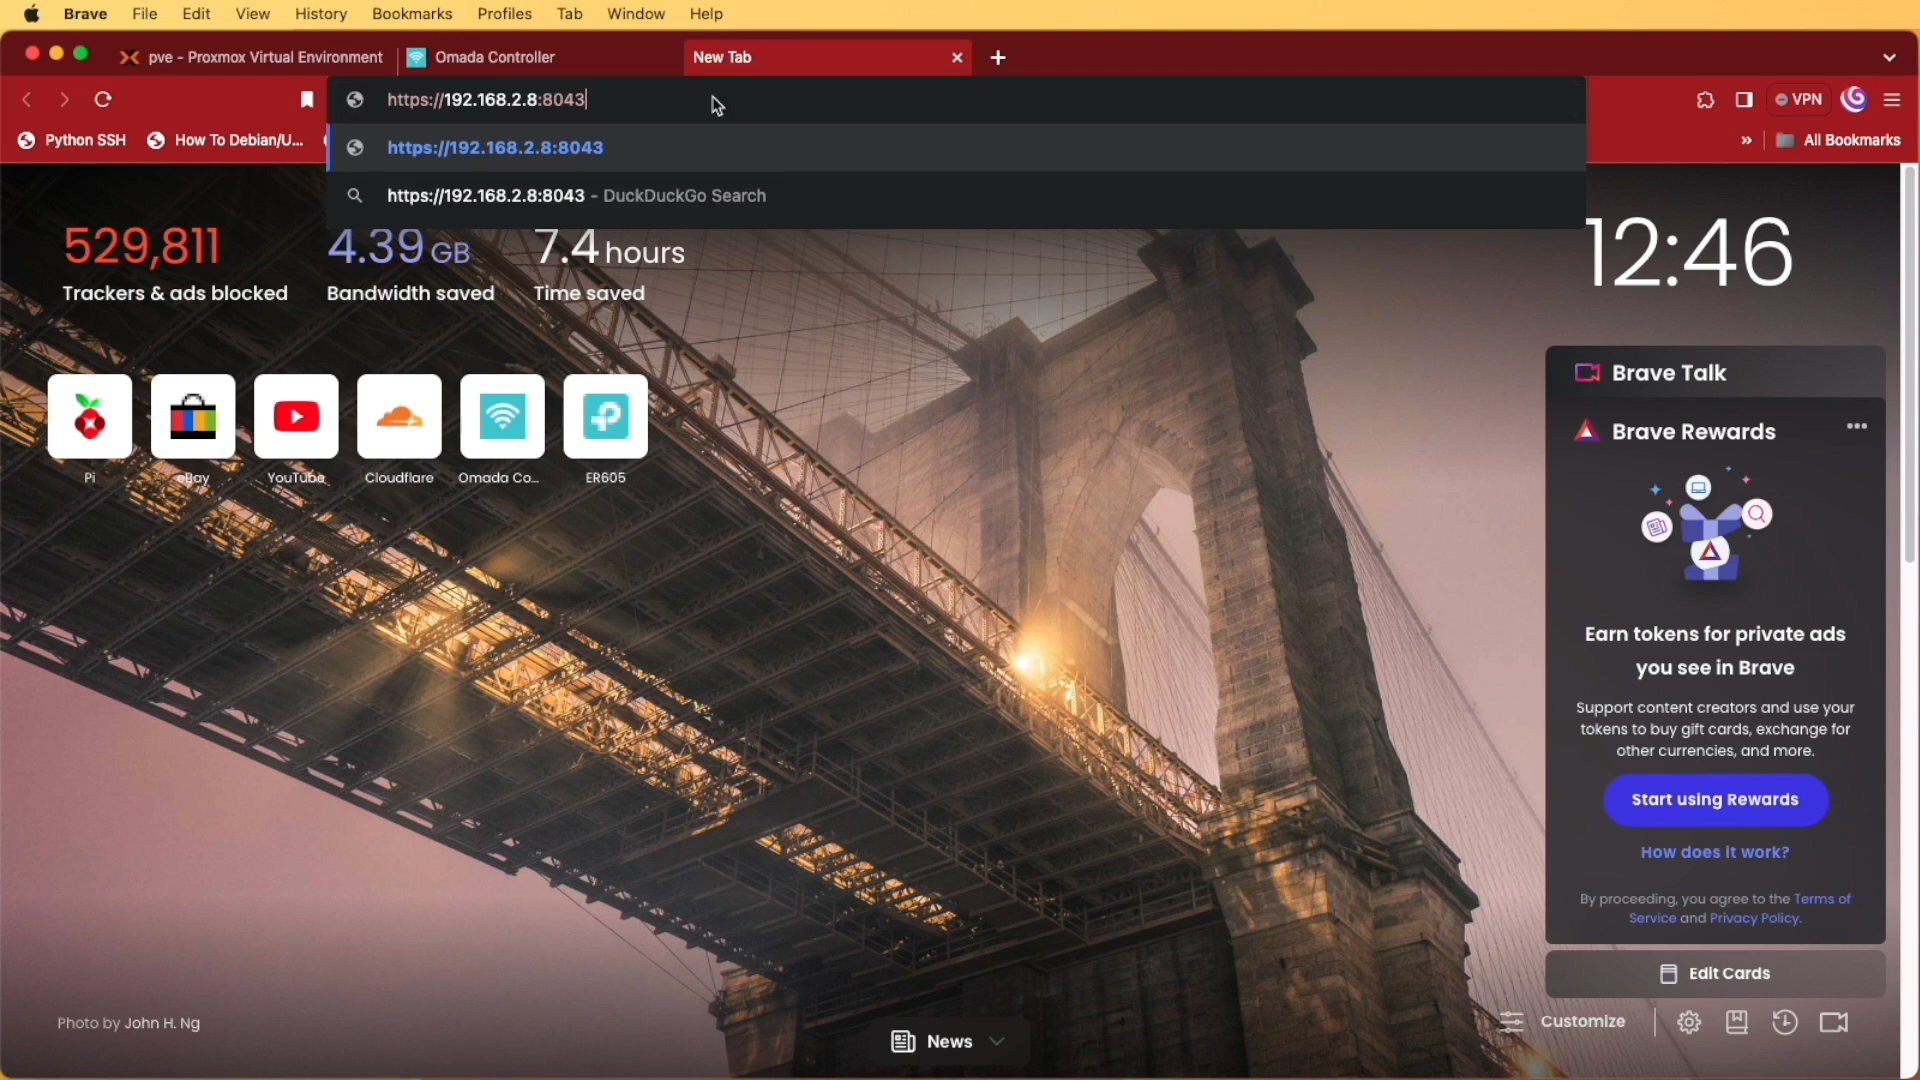 Brave File Edit View History Bookmarks Profiles Tab Window Help
pve - Proxmox Virtual Environment
Omada Controller
New Tab
https://192.168.2.8:8043
VPN
Python SSH
How To Debian/U...
https://192.168.2.8:8043
» All Bookmarks
https://192.168.2.8:8043 - DuckDuckGo Search
529,811
Trackers & ads blocked
4.39 GB
Bandwidth saved
7.4 hours
Time saved
12:46
Pi
eBay
YouTube
Cloudflare
Omada Co...
ER605
Brave Talk
Brave Rewards
Earn tokens for private ads
you see in Brave
Support content creators and use your
tokens to buy gift cards, exchange for
other currencies, and more.
Start using Rewards
How does it work?
By proceeding, you agree to the Terms of
Service and Privacy Policy.
Edit Cards
Photo by John H. Ng
News
Customize